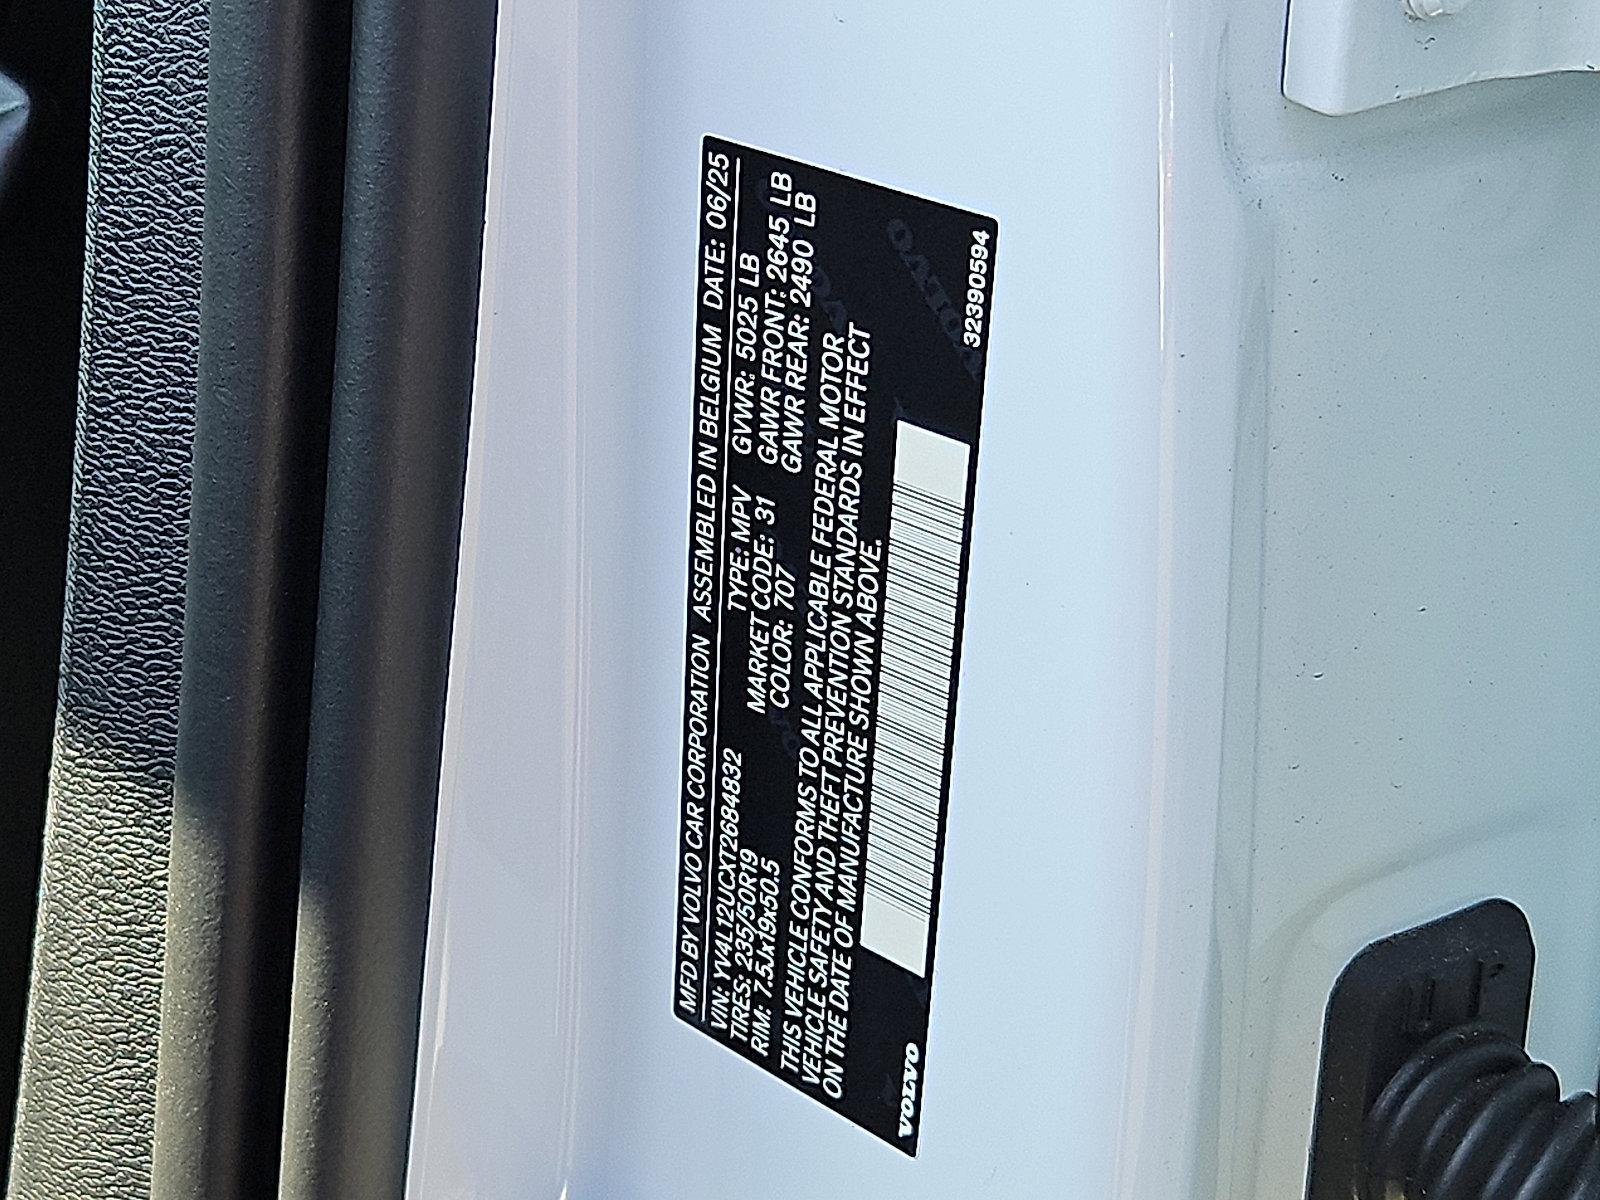 MFD BY VOLVO CAR CORPORATION ASSEMBLED IN BELGIUM DATE: 06/25
VIN: YV4L12UCXT2684832 TYPE: MPV GVWR: 5025 LB
TIRES: 235/50R19 MARKET CODE: 31 GAWR FRONT: 2645 LB
RIM: 7.5Jx19x50.5 COLOR: 707 GAWR REAR: 2490 LB
THIS VEHICLE CONFORMS TO ALL APPLICABLE FEDERAL MOTOR
VEHICLE SAFETY AND THEFT PREVENTION STANDARDS IN EFFECT
ON THE DATE OF MANUFACTURE SHOWN ABOVE.
VOLVO 32390594